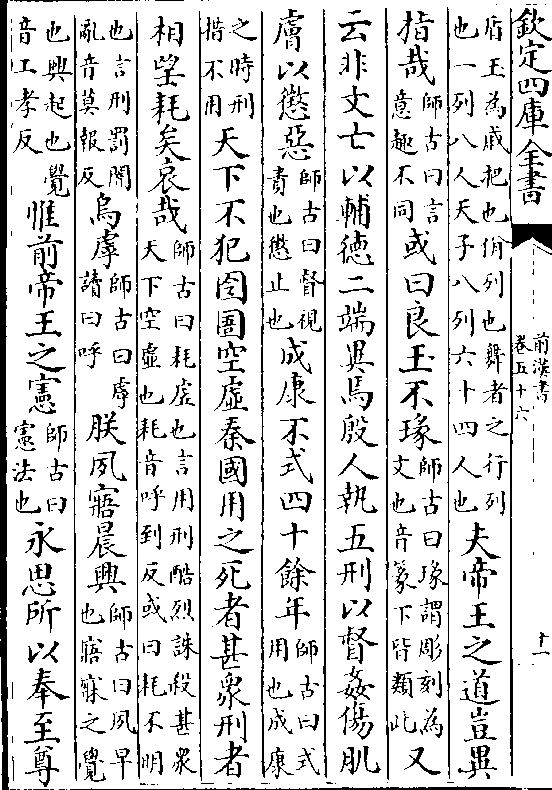 欽定四庫全書
前漢書
卷五十六
十一
盾玉為戚把也佾列也舞者之行列
也一列八人天子八列六十四人也
夫帝王之道豈異
指哉
師古曰言
意趣不同
或曰良玉不瑑
師古曰瑑謂彫刻為
文也音篆下皆類此
又
云非文亡以輔徳二端異焉殷人執五刑以督姦傷肌
膚以懲惡
師古曰督視
責也懲止也
成康不式四十餘年
師古曰式
用也成康
之時刑
措不用
天下不犯囹圄空虚秦國用之死者甚衆刑者
相望耗矣哀哉
師古曰耗虚也言用刑酷烈誅殺甚衆
天下空虚也耗音呼到反或曰耗不明
也言刑罰闇
亂音莫報反
烏虖
師古曰虖
讀曰呼
朕夙寤晨興
師古曰夙早
也寤寐之覺
也興起也覺
音工孝反
惟前帝王之憲
師古曰
憲法也
永思所以奉至尊